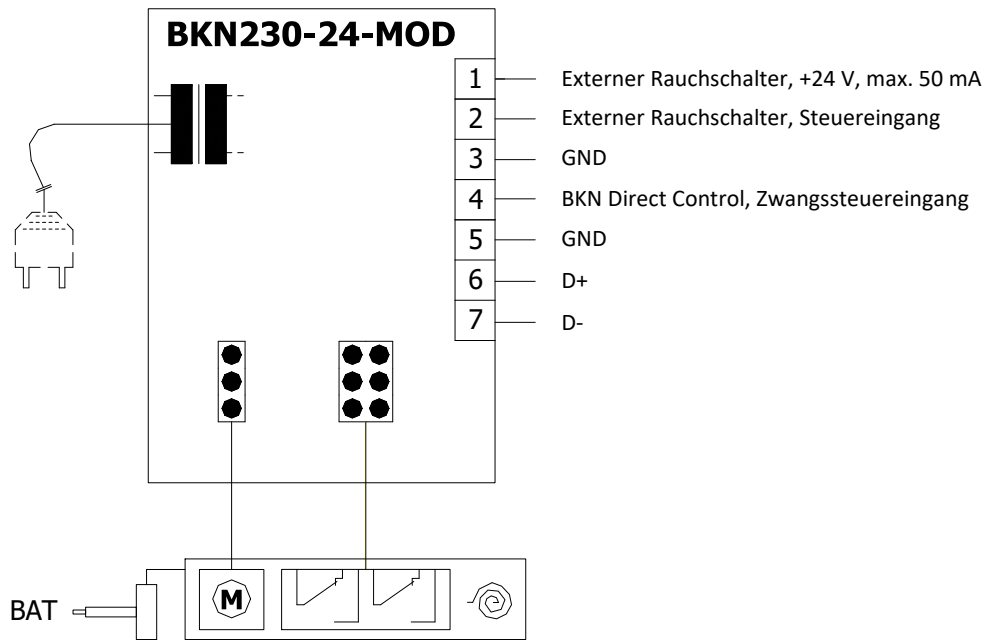 BKN230-24-MOD
1 Externer Rauchschalter, +24 V, max. 50 mA
2 Externer Rauchschalter, Steuereingang
3 GND
4 BKN Direct Control, Zwangssteuereingang
5 GND
6 D+
7 D-
BAT M